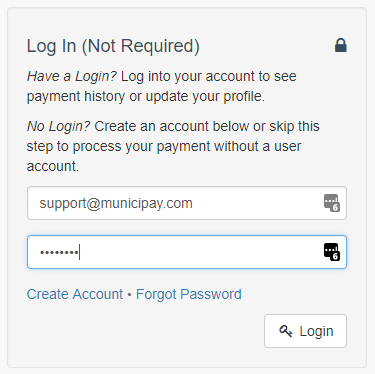 Log In (Not Required)
Have a Login? Log into your account to see
payment history or update your profile.
No Login? Create an account below or skip this
step to process your payment without a user
account.
support@municipay.com
6
••••••••
6
Create Account • Forgot Password
Login